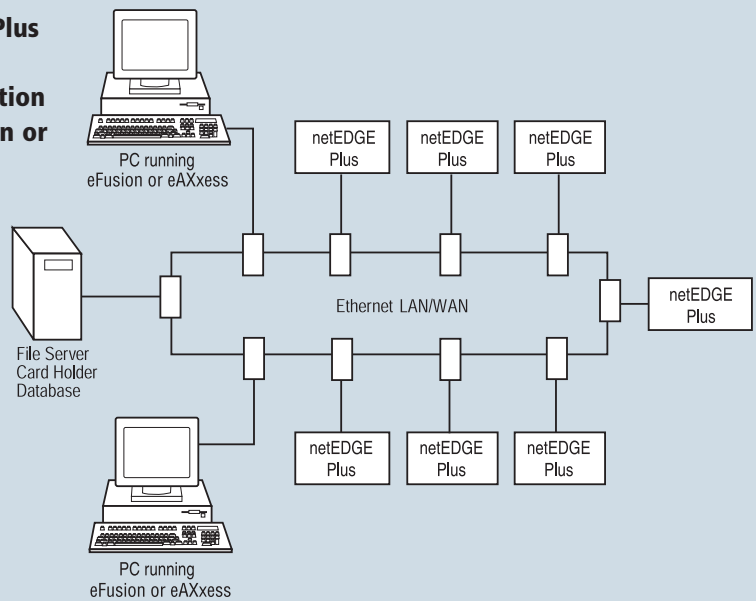 Plus
tion
n or
PC running
eFusion or eAXxess
netEDGE
Plus
netEDGE
Plus
netEDGE
Plus
Ethernet LAN/WAN
netEDGE
Plus
File Server
Card Holder
Database
netEDGE
Plus
netEDGE
Plus
netEDGE
Plus
PC running
eFusion or eAXxess